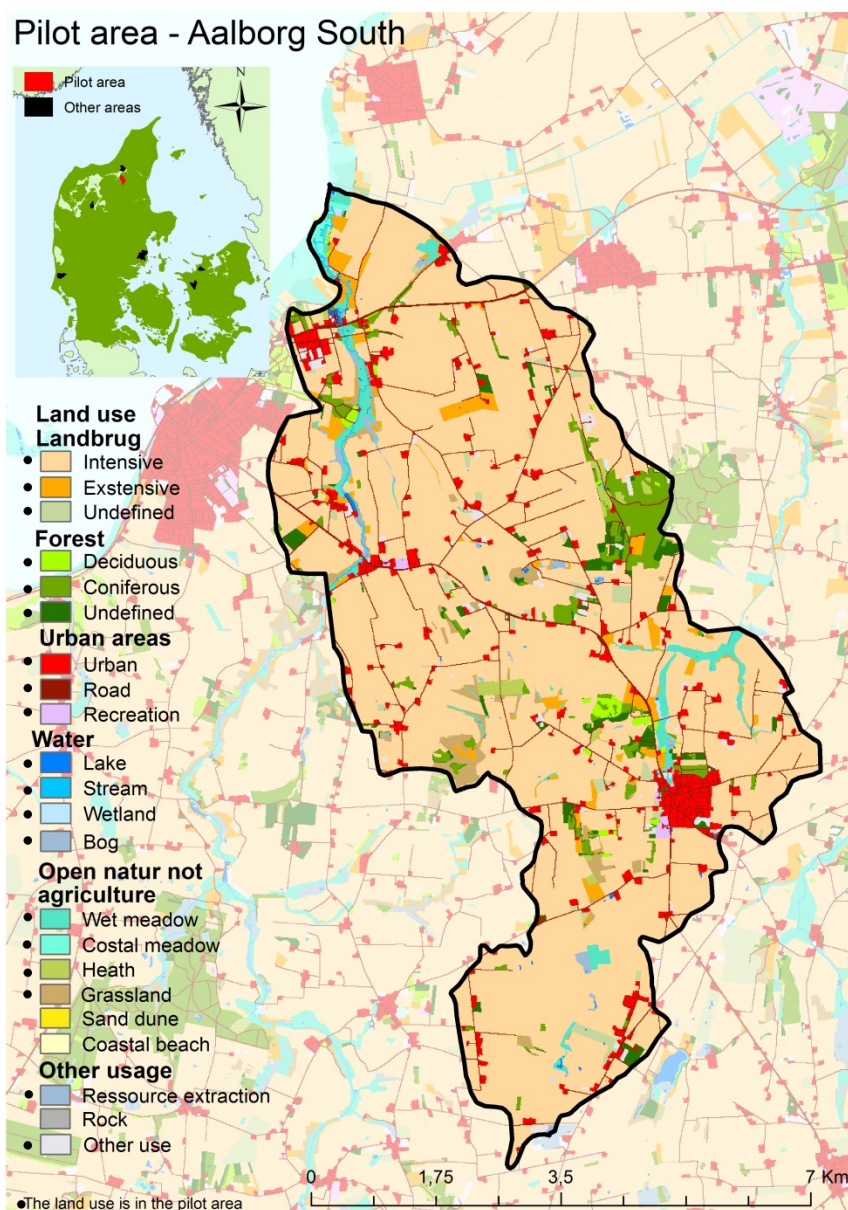 Pilot area - Aalborg South
Pilot area
Other areas
N
Land use
Landbrug
Intensive
Exstensive
Undefined
Forest
Deciduous
Coniferous
Undefined
Urban areas
Urban
Road
Recreation
Water
Lake
Stream
Wetland
Bog
Open natur not
agriculture
Wet meadow
Costal meadow
Heath
Grassland
Sand dune
Coastal beach
Other usage
Ressource extraction
Rock
Other use
•The land use is in the pilot area
0 1,75 3.5 7 Km